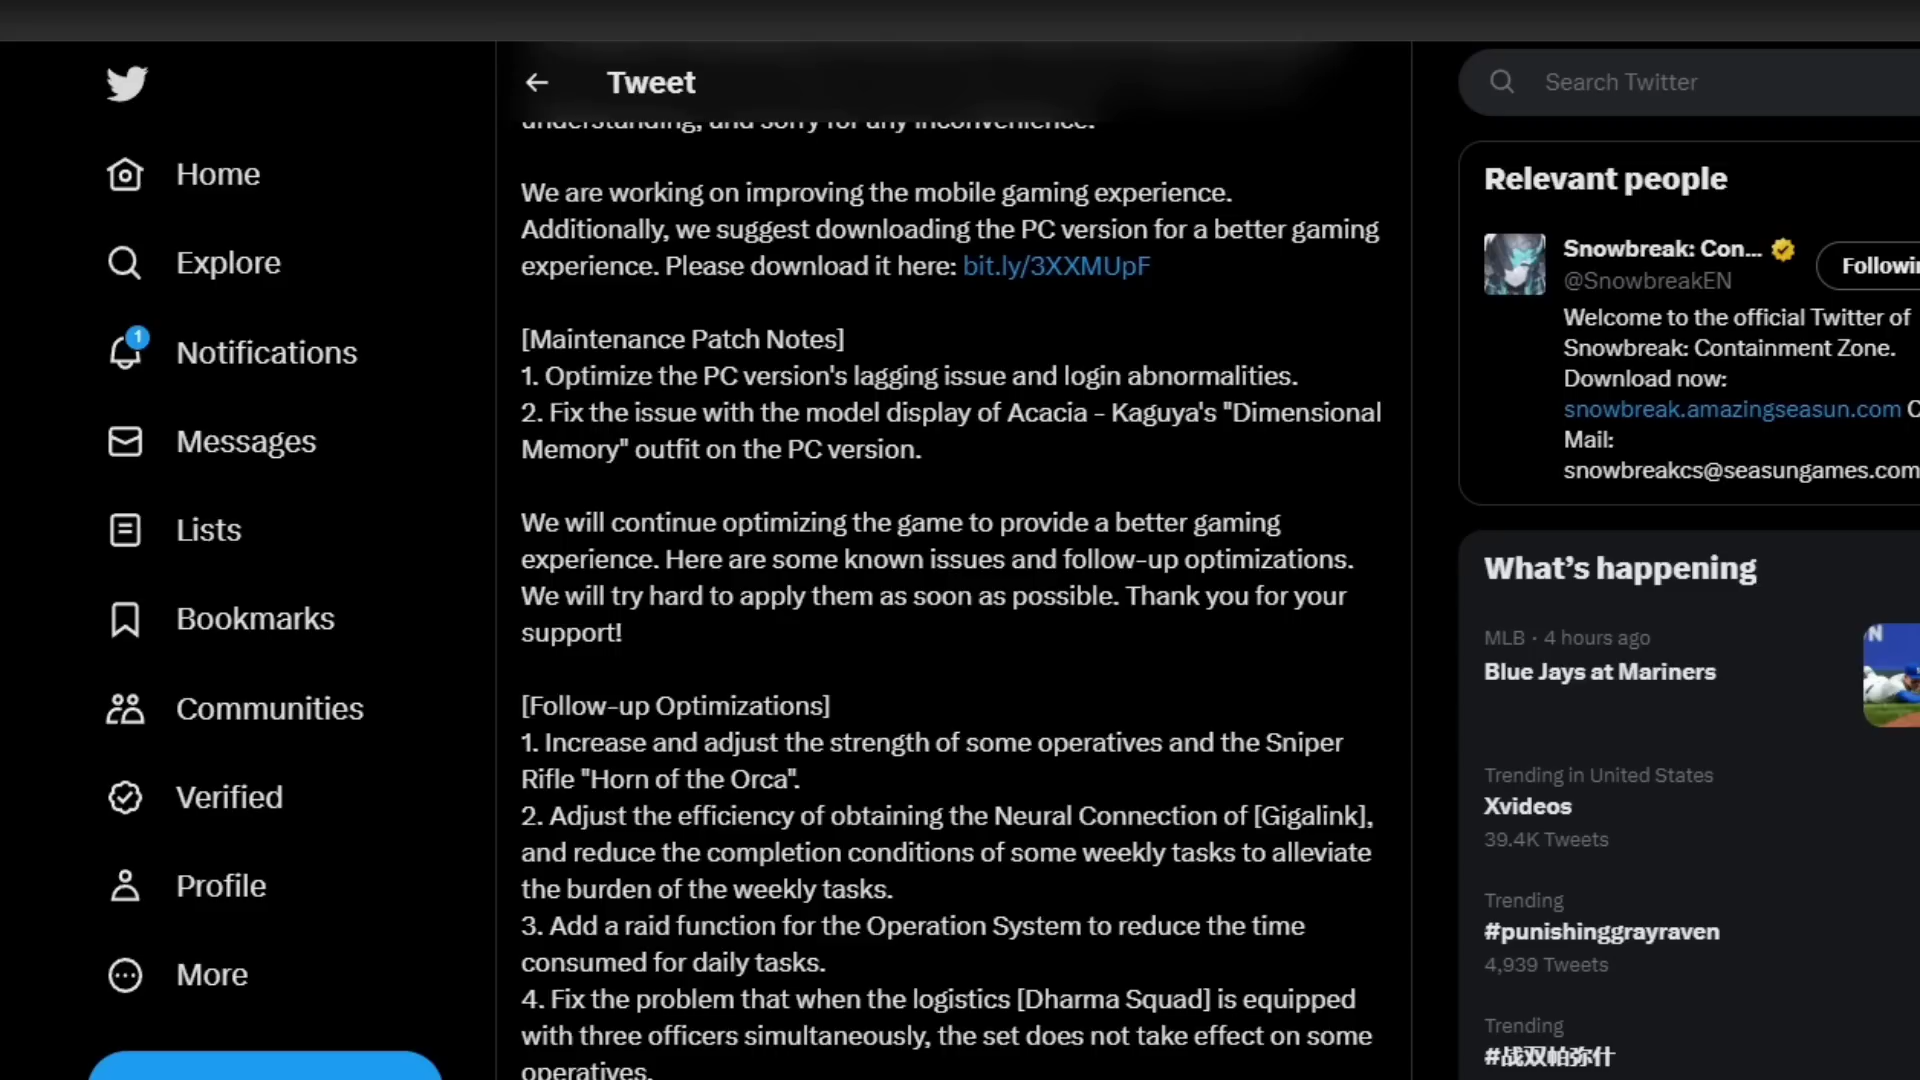 Home
Explore
1
Notifications
Messages
Lists
Bookmarks
Communities
Verified
Profile
More
Tweet
understanding, and sorry for any inconvenience.
We are working on improving the mobile gaming experience.
Additionally, we suggest downloading the PC version for a better gaming
experience. Please download it here: bit.ly/3XXMUpF
[Maintenance Patch Notes]
1. Optimize the PC version's lagging issue and login abnormalities.
2. Fix the issue with the model display of Acacia - Kaguya's "Dimensional
Memory" outfit on the PC version.
We will continue optimizing the game to provide a better gaming
experience. Here are some known issues and follow-up optimizations.
We will try hard to apply them as soon as possible. Thank you for your
support!
[Follow-up Optimizations]
1. Increase and adjust the strength of some operatives and the Sniper
Rifle "Horn of the Orca".
2. Adjust the efficiency of obtaining the Neural Connection of [Gigalink],
and reduce the completion conditions of some weekly tasks to alleviate
the burden of the weekly tasks.
3. Add a raid function for the Operation System to reduce the time
consumed for daily tasks.
4. Fix the problem that when the logistics [Dharma Squad] is equipped
with three officers simultaneously, the set does not take effect on some
operatives.
Search Twitter
Relevant people
Snowbreak: Con...
@SnowbreakEN
Followin
Welcome to the official Twitter of
Snowbreak: Containment Zone.
Download now:
snowbreak.amazingseasun.com C
Mail:
snowbreakcs@seasungames.com
What's happening
MLB · 4 hours ago
Blue Jays at Mariners
N
Trending in United States
Xvideos
39.4K Tweets
Trending
#punishinggrayraven
4,939 Tweets
Trending
#战双帕弥什